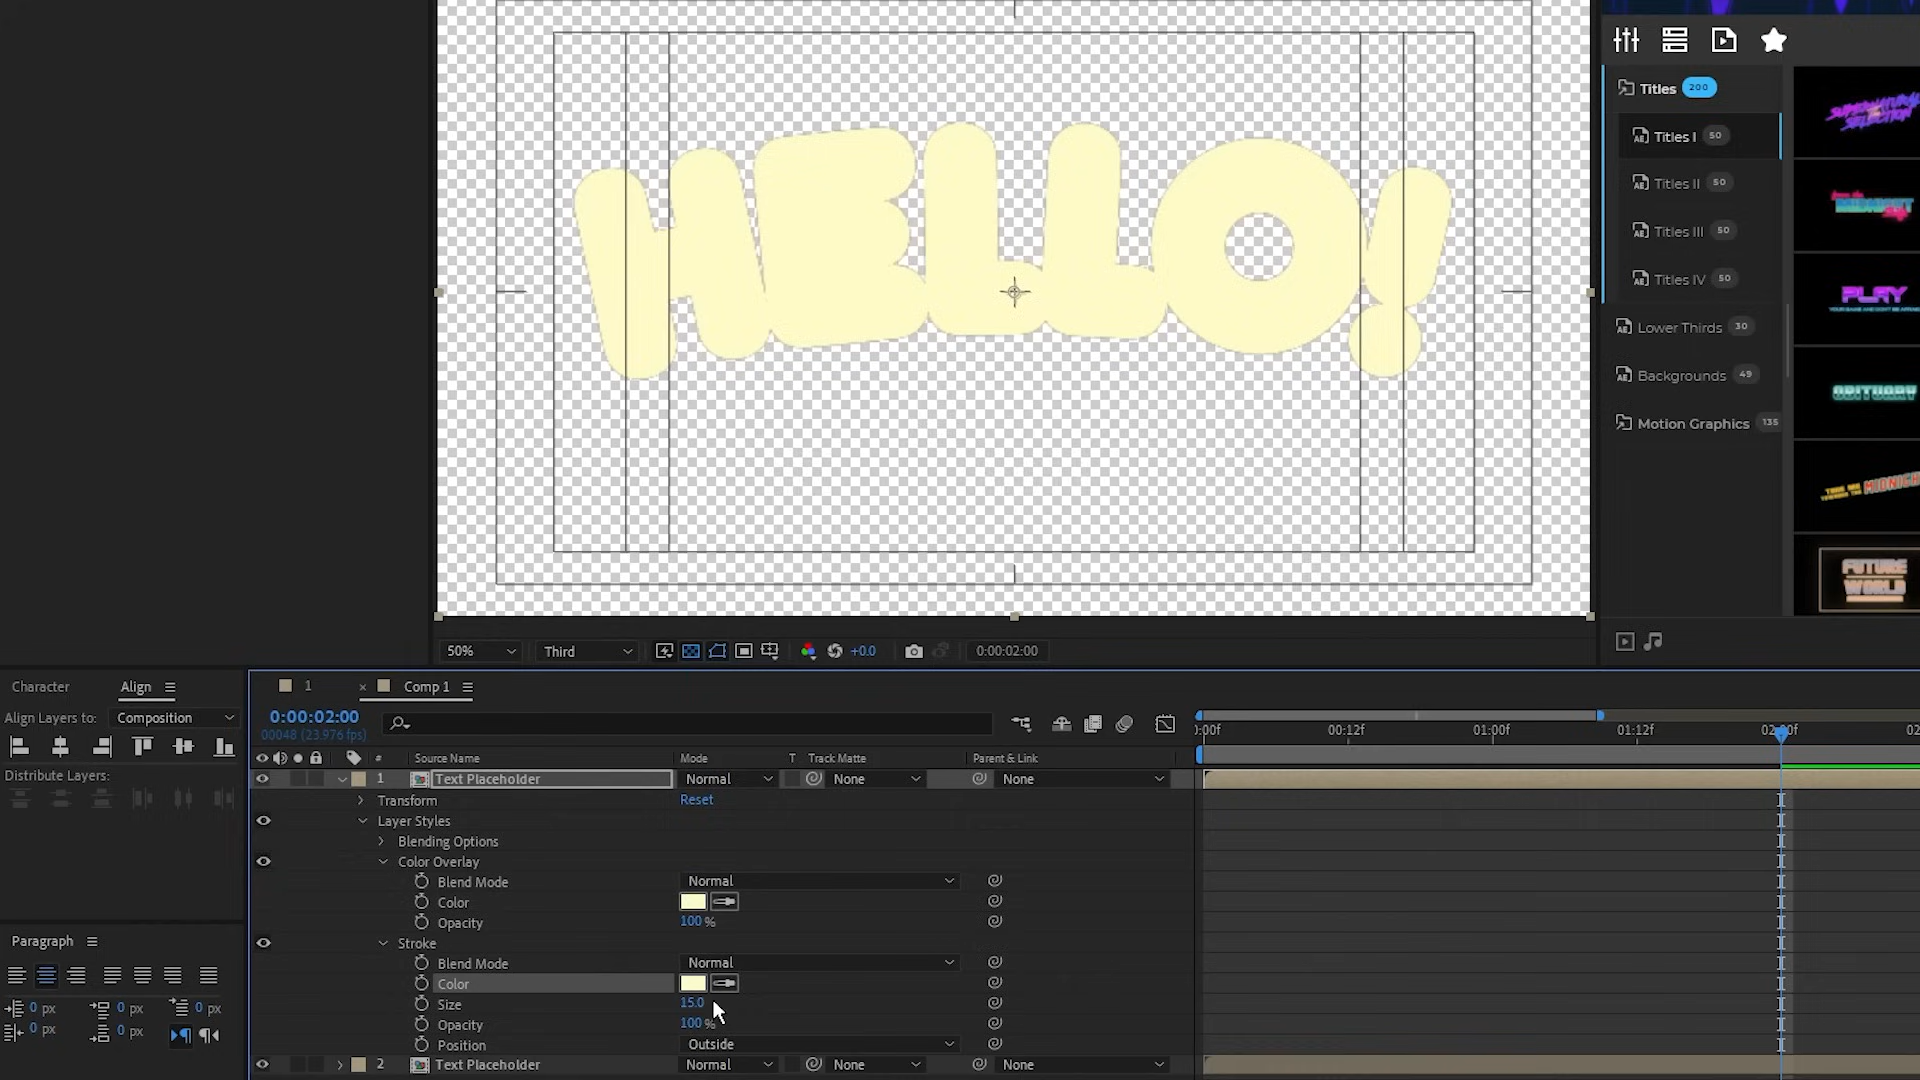 HELLO!
Titles 200
Titles I 50
Titles II 50
Titles III 50
Titles IV 50
Lower Thirds 30
Backgrounds 49
Motion Graphics 135
SUPERNATURAL
SELECTION
MIDNIGHT
PLAY
OBITUARY
MIDNIGH
FUTURE
WORLD
50%
Third
+0.0
0:00:02:00
Character
Align
Align Layers to: Composition
Distribute Layers:
Paragraph
0 px 0 px 0 px
0 px 0 px
1
× Comp 1
0:00:02:00
00048 (23.976 fps)
:00f 00:12f 01:00f 01:12f 02:00f 02
# Source Name Mode T Track Matte Parent & Link
1 Text Placeholder Normal None None
Transform Reset
Layer Styles
Blending Options
Color Overlay
Blend Mode Normal
Color
Opacity 100 %
Stroke
Blend Mode Normal
Color
Size 15.0
Opacity 100 %
Position Outside
2 Text Placeholder Normal None None